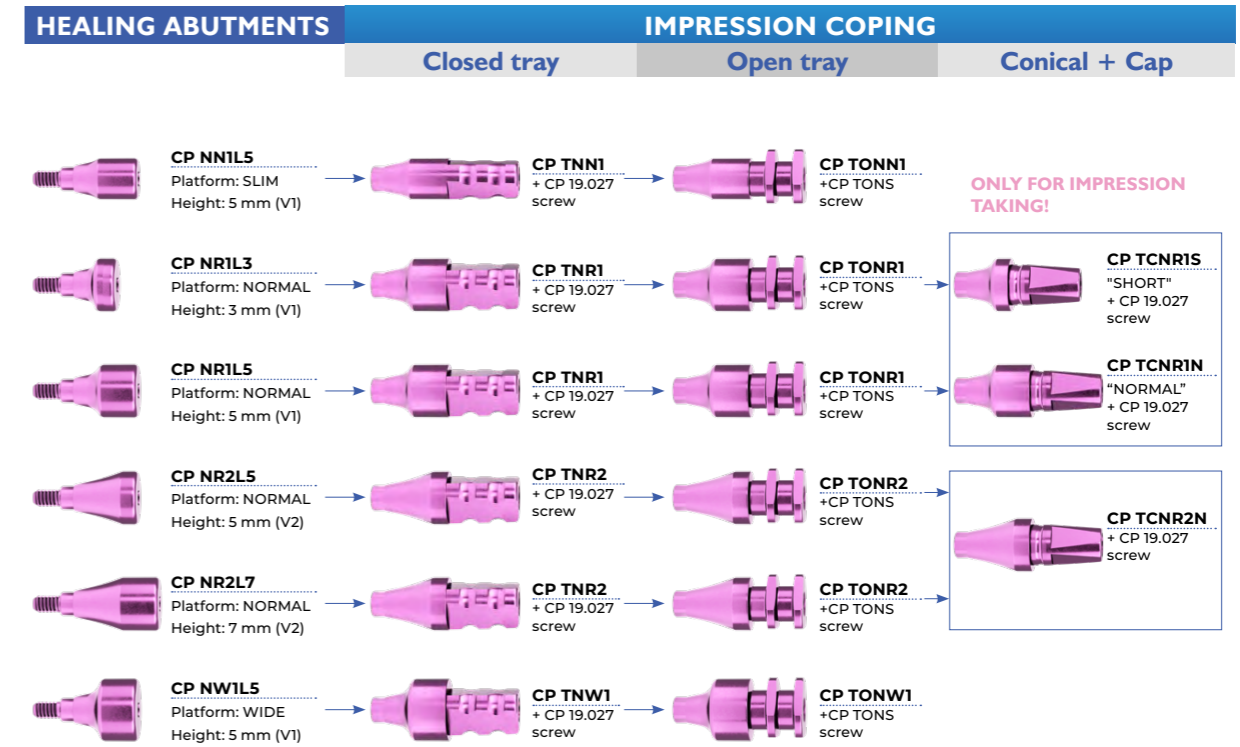 HEALING ABUTMENTS
IMPRESSION COPING
Closed tray
Open tray
Conical + Cap
CP NN1L5
Platform: SLIM
Height: 5 mm (V1)
CP TNN1
+ CP 19.027
screw
CP TONN1
+CP TONS
screw
ONLY FOR IMPRESSION
TAKING!
CP NR1L3
Platform: NORMAL
Height: 3 mm (V1)
CP TNR1
+ CP 19.027
screw
CP TONR1
+CP TONS
screw
CP TCNR1S
"SHORT"
+ CP 19.027
screw
CP NR1L5
Platform: NORMAL
Height: 5 mm (V1)
CP TNR1
+ CP 19.027
screw
CP TONR1
+CP TONS
screw
CP TCNR1N
“NORMAL”
+ CP 19.027
screw
CP NR2L5
Platform: NORMAL
Height: 5 mm (V2)
CP TNR2
+ CP 19.027
screw
CP TONR2
+CP TONS
screw
CP TCNR2N
+ CP 19.027
screw
CP NR2L7
Platform: NORMAL
Height: 7 mm (V2)
CP TNR2
+ CP 19.027
screw
CP TONR2
+CP TONS
screw
CP NW1L5
Platform: WIDE
Height: 5 mm (V1)
CP TNW1
+ CP 19.027
screw
CP TONW1
+CP TONS
screw